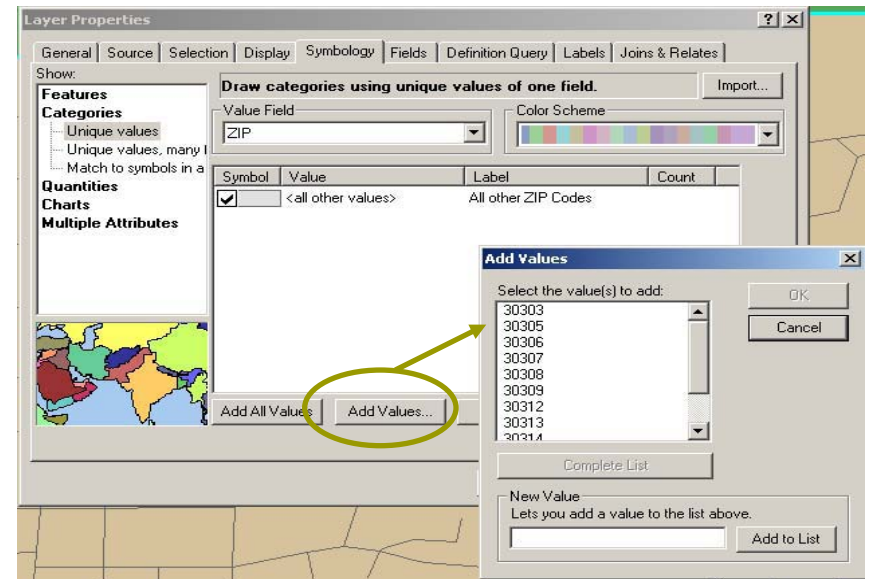 Layer Properties
General Source Selection Display Symbology Fields Definition Query Labels Joins & Relates
Show:
Features
Categories
Unique values
Unique values, many
Match to symbols in a
Quantities
Charts
Multiple Attributes
Draw categories using unique values of one field.
Import...
Value Field
ZIP
Color Scheme
Symbol Value Label Count
<all other values> All other ZIP Codes
Add All Values
Add Values...
Add Values
Select the value(s) to add:
30303
30305
30306
30307
30308
30309
30312
30313
30314
OK
Cancel
Complete List
New Value
Lets you add a value to the list above.
Add to List